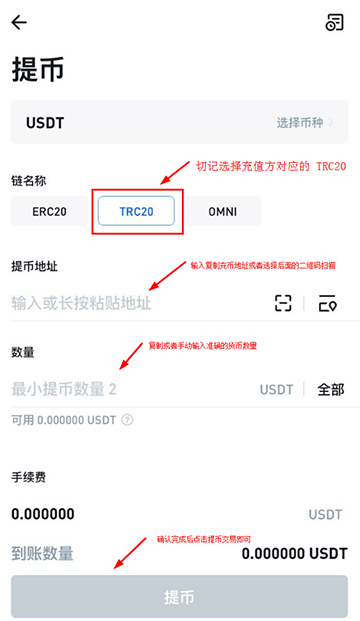 提币
USDT 选择币种
切记选择充值方对应的 TRC20
链名称
ERC20 TRC20 OMNI
提币地址
输入复制充币地址或者选择后面的二维码扫描
输入或长按粘贴地址
数量
复制或者手动输入准确的货币数量
最小提币数量 2 USDT 全部
可用 0.000000 USDT ?
手续费
0.000000 USDT
确认完成后点击提币交易即可
到账数量 0.000000 USDT
提币